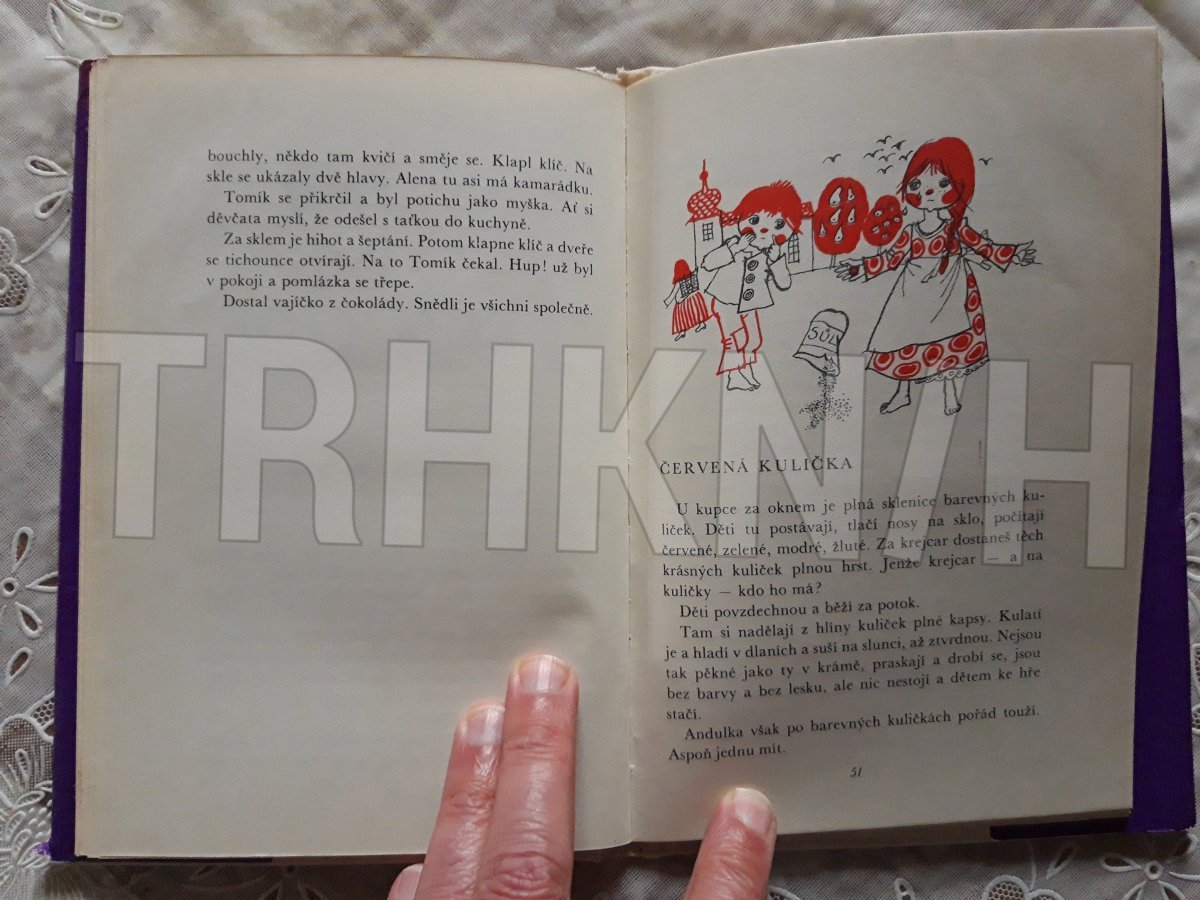 bouchly, někdo tam kvičí a směje se. Klapl klíč. Na
skle se ukázaly dvě hlavy. Alena tu asi má kamarádku.
Tomík se přikrčil a byl potichu jako myška. Ať si
děvčata myslí, že odešel s taťkou do kuchyně.
Za sklem je hihot a šeptání. Potom klapne klíč a dveře
se tichounce otvírají. Na to Tomík čekal. Hup! už byl
v pokoji a pomlázka se třepe.
Dostal vajíčko z čokolády. Snědli je všichni společně.
SŮL
TRHKNIH
ČERVENÁ KULIČKA
U kupce za oknem je plná sklenice barevných ku-
liček. Děti tu postávají, tlačí nosy na sklo, počítají
červené, zelené, modré, žluté. Za krejcar dostaneš těch
krásných kuliček plnou hrst. Jenže krejcar — a na
kuličky — kdo ho má?
Děti povzdechnou a běží za potok.
Tam si nadělají z hlíny kuliček plné kapsy. Kulatí
je a hladí v dlaních a suší na slunci, až ztvrdnou. Nejsou
tak pěkné jako ty v krámě, praskají a drobí se, jsou
bez barvy a bez lesku, ale nic nestojí a dětem ke hře
stačí.
Andulka však po barevných kuličkách pořád touží.
Aspoň jednu mít.
51